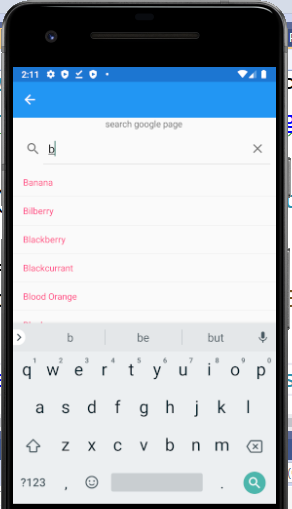 2:11
search google page
b
Banana
Bilberry
Blackberry
Blackcurrant
Blood Orange
b be but
1 2 3 4 5 6 7 8 9 0
q w e r t y u i o p
a s d f g h j k l
z x c v b n m
?123 , .